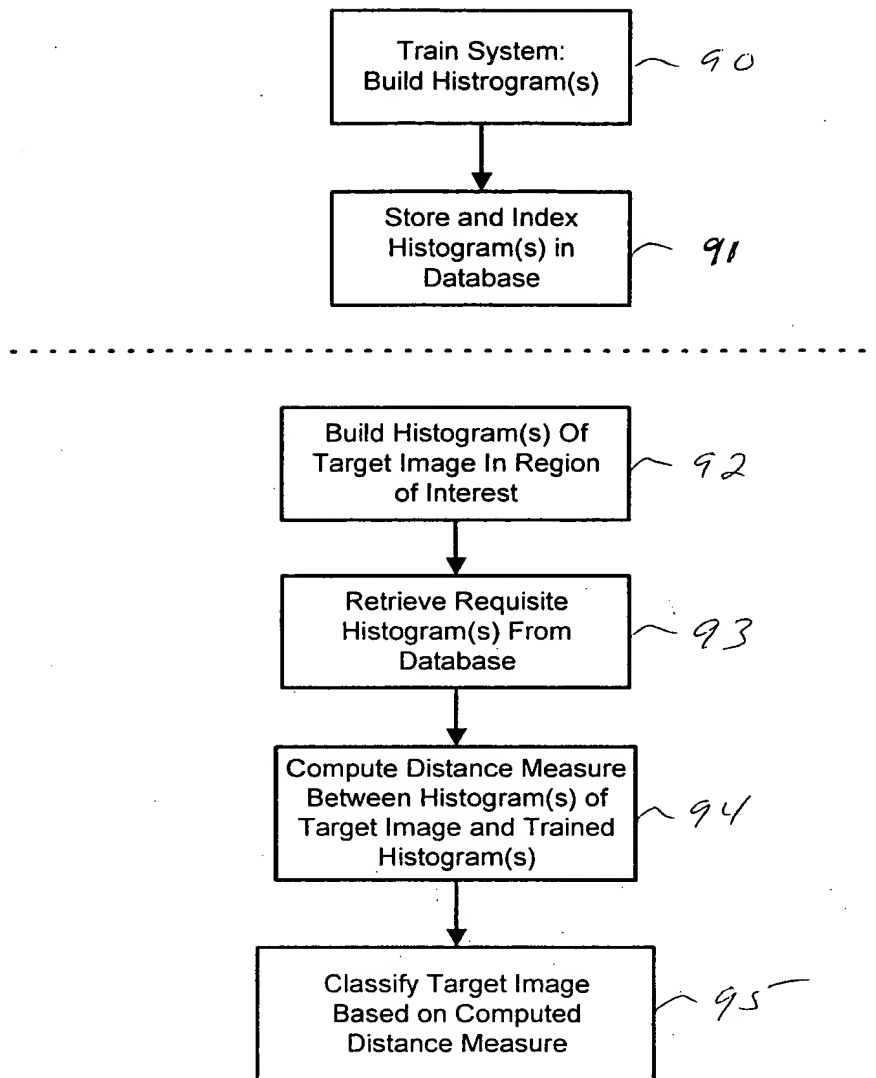 Train System:
Build Histrogram(s)
90
Store and Index
Histogram(s) in
Database
91
Build Histogram(s) Of
Target Image In Region
of Interest
92
Retrieve Requisite
Histogram(s) From
Database
93
Compute Distance Measure
Between Histogram(s) of
Target Image and Trained
Histogram(s)
94
Classify Target Image
Based on Computed
Distance Measure
95